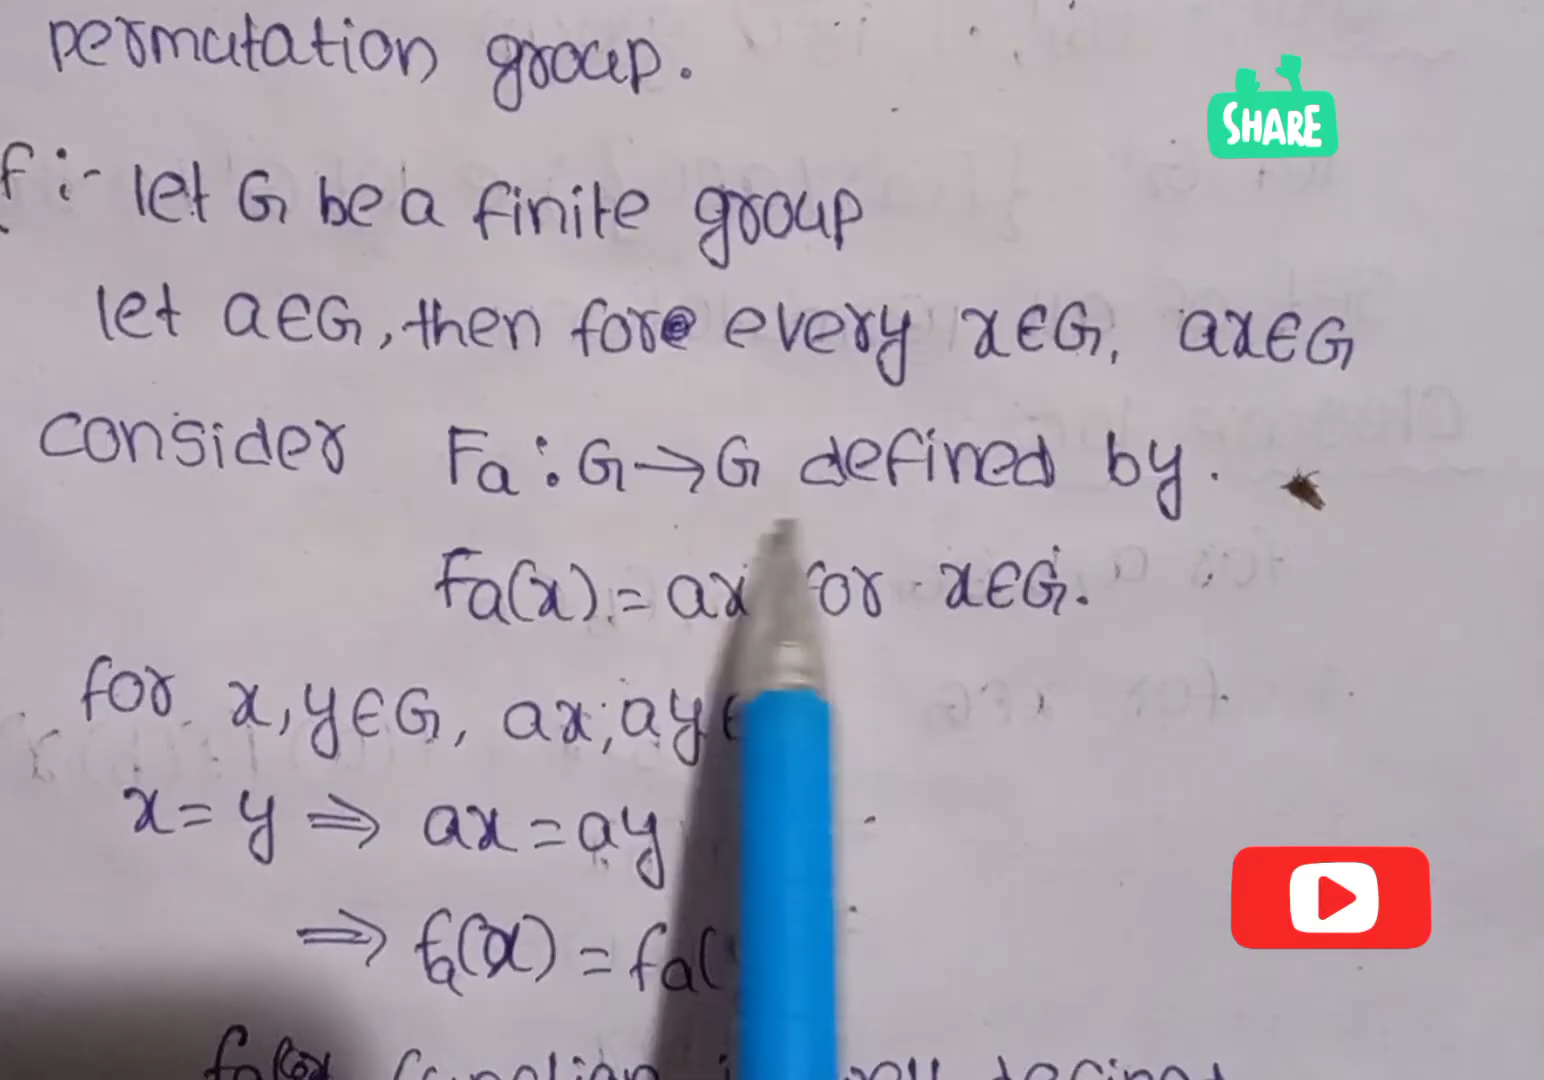 permutation group.
SHARE
f :- let G be a finite group
let a∈G, then fore every x∈G, ax∈G
consider Fa : G→G defined by.
Fa(x) = ax for x∈G.
for x, y∈G, ax, ay ∈
x = y ⇒ ax = ay
⇒ fa(x) = fa(